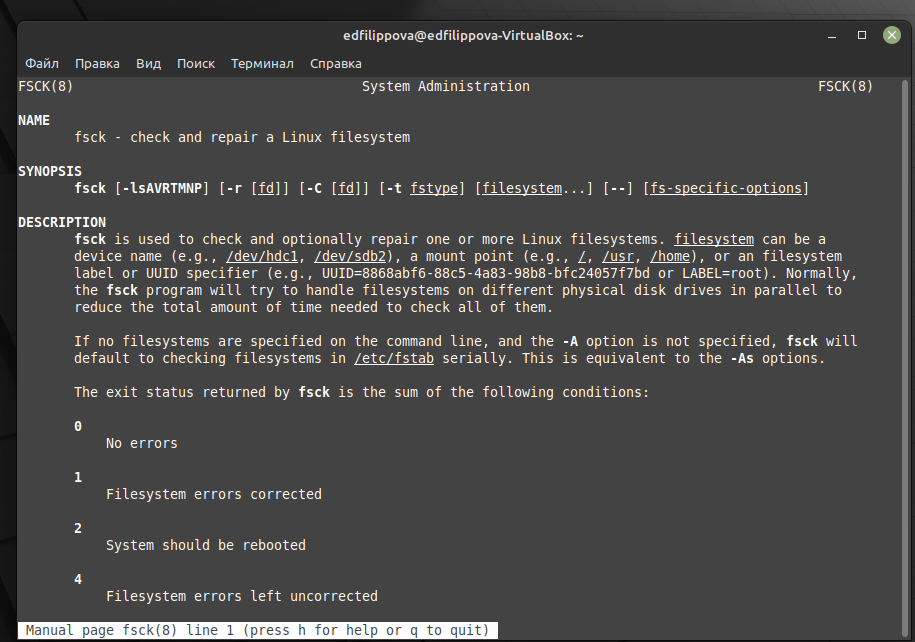 edfilippova@edfilippova-VirtualBox: ~
Файл Правка Вид Поиск Терминал Справка
FSCK(8) System Administration FSCK(8)
NAME
fsck - check and repair a Linux filesystem
SYNOPSIS
fsck [-lsAVRTMNP] [-r [fd]] [-C [fd]] [-t fstype] [filesystem...] [--] [fs-specific-options]
DESCRIPTION
fsck is used to check and optionally repair one or more Linux filesystems. filesystem can be a
device name (e.g., /dev/hdc1, /dev/sdb2), a mount point (e.g., /, /usr, /home), or an filesystem
label or UUID specifier (e.g., UUID=8868abf6-88c5-4a83-98b8-bfc24057f7bd or LABEL=root). Normally,
the fsck program will try to handle filesystems on different physical disk drives in parallel to
reduce the total amount of time needed to check all of them.
If no filesystems are specified on the command line, and the -A option is not specified, fsck will
default to checking filesystems in /etc/fstab serially. This is equivalent to the -As options.
The exit status returned by fsck is the sum of the following conditions:
0
No errors
1
Filesystem errors corrected
2
System should be rebooted
4
Filesystem errors left uncorrected
Manual page fsck(8) line 1 (press h for help or q to quit)